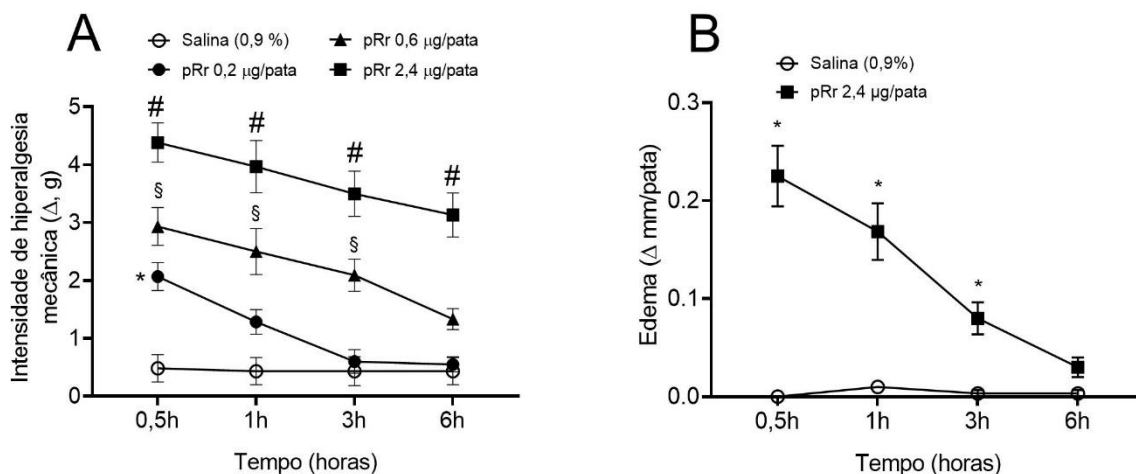 A
Salina (0,9 %)
pRr 0,2 µg/pata
pRr 0,6 µg/pata
pRr 2,4 µg/pata
Intensidade de hiperalgesia
mecânica (Δ, g)
5
4
3
2
1
0
# # # #
§ § §
*
0,5h 1h 3h 6h
Tempo (horas)
B
Salina (0,9%)
pRr 2,4 µg/pata
Edema (Δ mm/pata)
0.3
0.2
0.1
0.0
* * *
0,5h 1h 3h 6h
Tempo (horas)